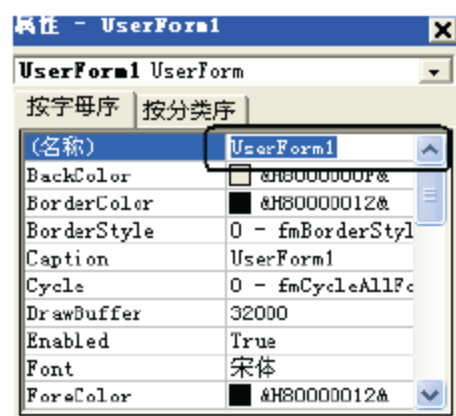 属性 - UserForm1
UserForm1 UserForm
按字母序 按分类序
(名称) UserForm1
BackColor &H8000000F&
BorderColor &H80000012&
BorderStyle 0 - fmBorderStyl
Caption UserForm1
Cycle 0 - fmCycleAllFo
DrawBuffer 32000
Enabled True
Font 宋体
ForeColor &H80000012&